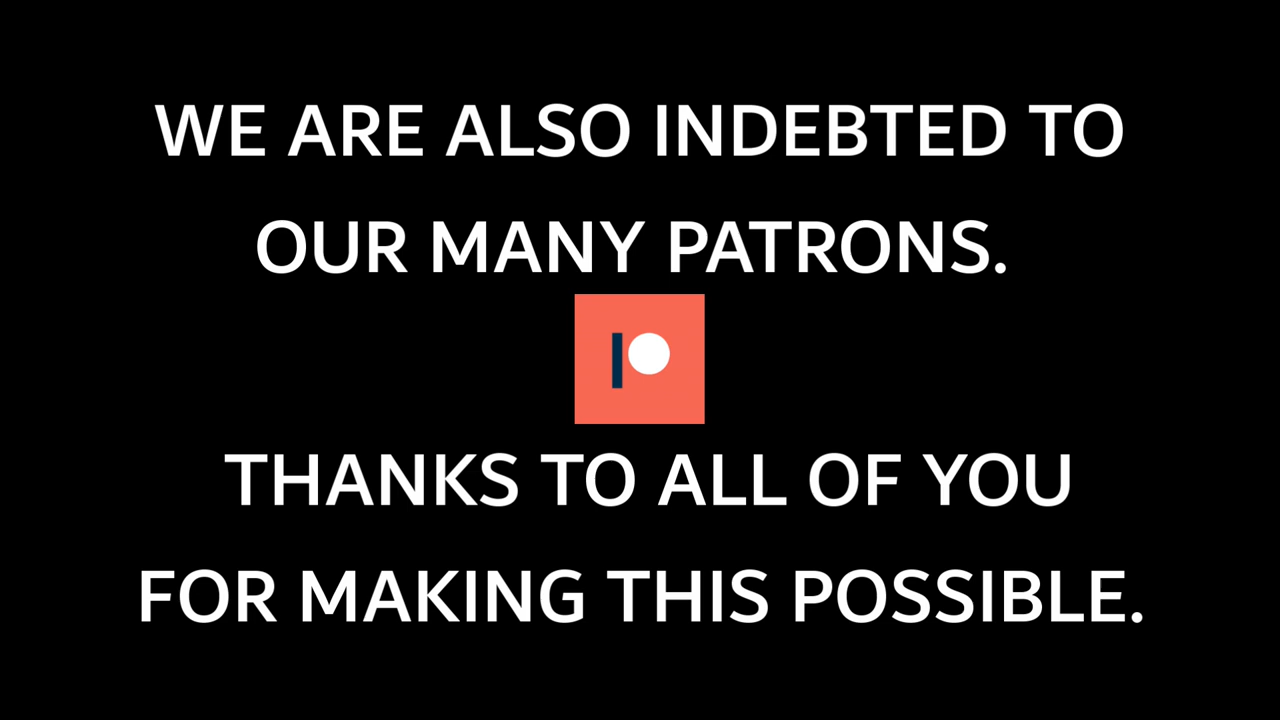 WE ARE ALSO INDEBTED TO
OUR MANY PATRONS.
THANKS TO ALL OF YOU
FOR MAKING THIS POSSIBLE.